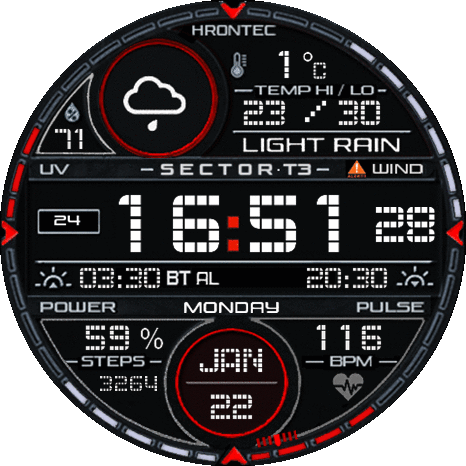 HRONTEC
1 °C
TEMP HI / LO
23 / 30
71
LIGHT RAIN
UV
SECTOR·T3
WIND
24
16:51
28
03:30 BT AL
20:30
POWER
MONDAY
PULSE
59 %
116
STEPS
BPM
3264
JAN
22